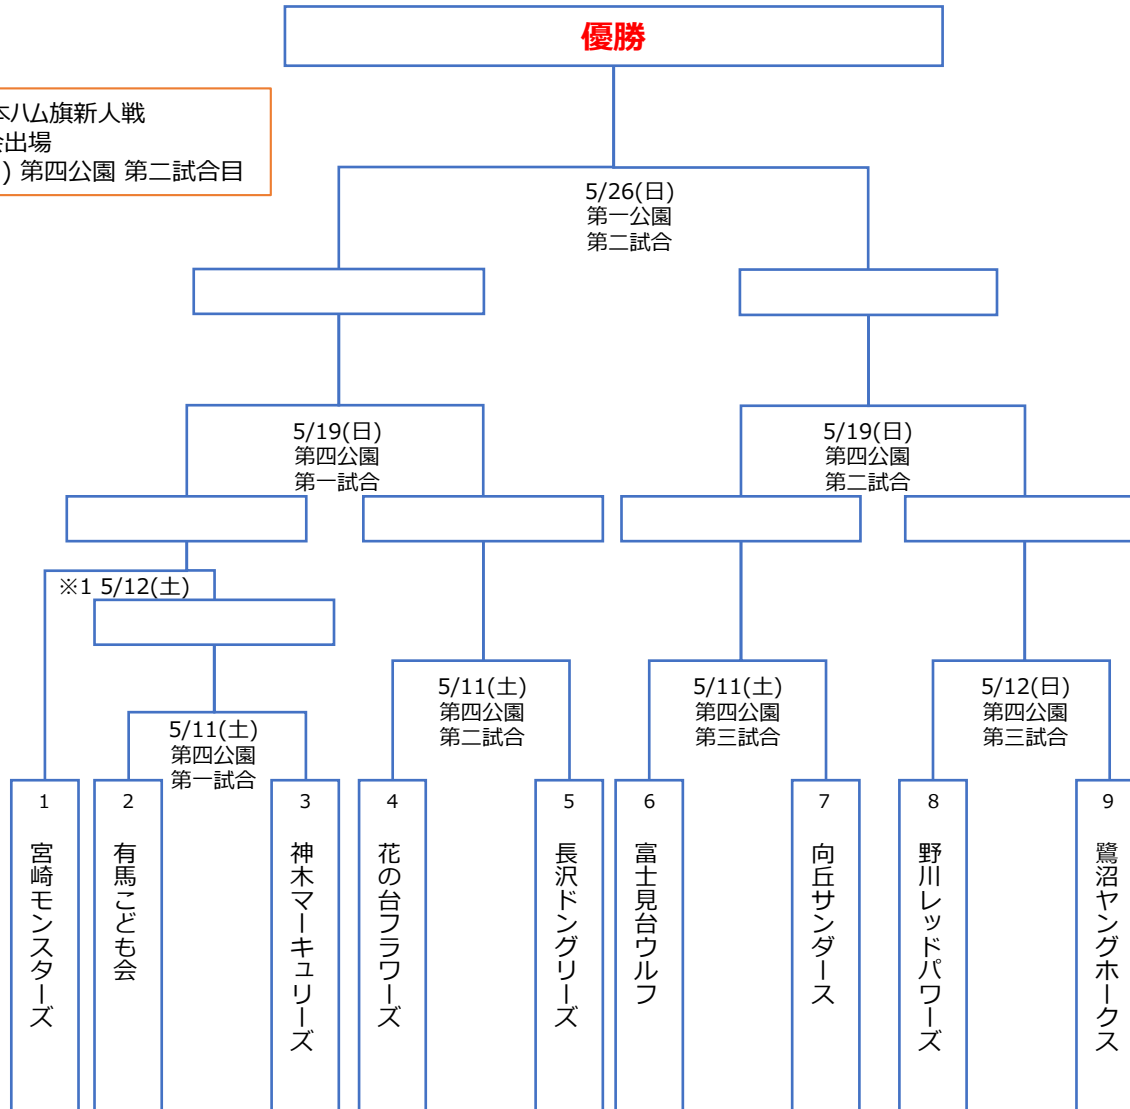 優勝
本ハム旗新人戦
会出場
) 第四公園 第二試合目
5/26(日)
第一公園
第二試合
5/19(日)
第四公園
第一試合
5/19(日)
第四公園
第二試合
※1 5/12(土)
5/11(土)
第四公園
第一試合
5/11(土)
第四公園
第二試合
5/11(土)
第四公園
第三試合
5/12(日)
第四公園
第三試合
1
宮崎モンスターズ
2
有馬こども会
3
神木マーキュリーズ
4
花の台フラワーズ
5
長沢ドングリーズ
6
富士見台ウルフ
7
向丘サンダース
8
野川レッドパワーズ
9
鷺沼ヤングホークス